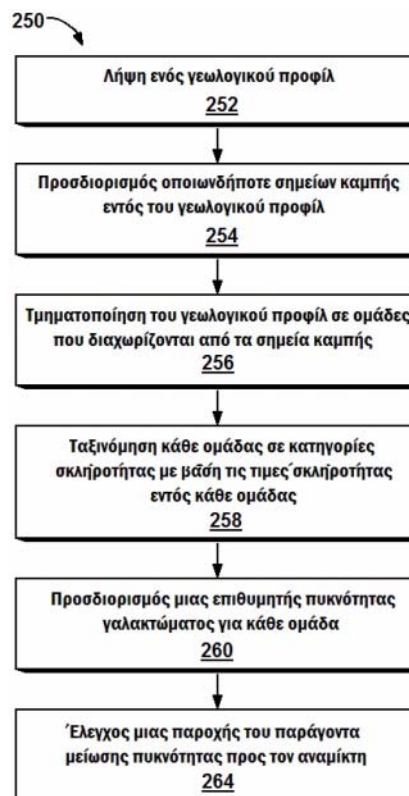 250
Λήψη ενός γεωλογικού προφίλ
252
Προσδιορισμός οποιωνδήποτε σημείων καμπής
εντός του γεωλογικού προφίλ
254
Τμηματοποίηση του γεωλογικού προφίλ σε ομάδες
που διαχωρίζονται από τα σημεία καμπής
256
Ταξινόμηση κάθε ομάδας σε κατηγορίες
σκληρότητας με βάση τις τιμές σκληρότητας
εντός κάθε ομάδας
258
Προσδιορισμός μιας επιθυμητής πυκνότητας
γαλακτώματος για κάθε ομάδα
260
Έλεγχος μιας παροχής του παράγοντα
μείωσης πυκνότητας προς τον αναμίκτη
264